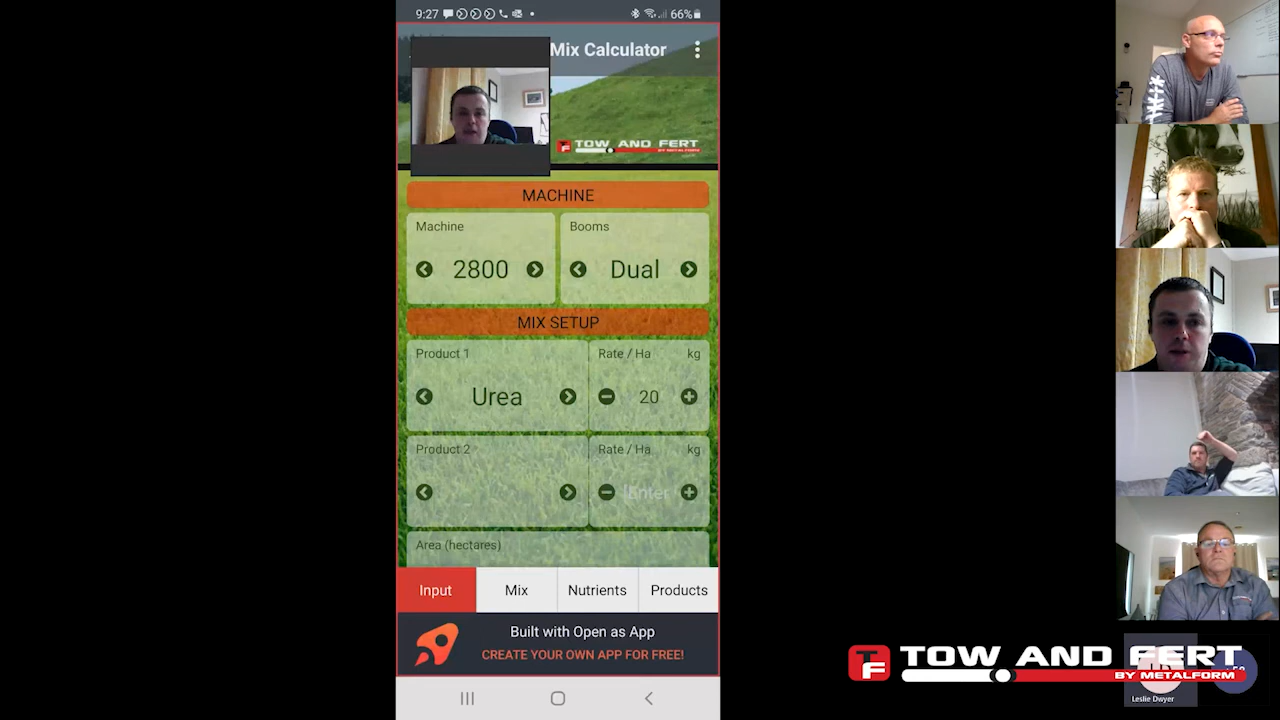 9:27
66%
Mix Calculator
TOW AND FERT
MACHINE
Machine
Booms
2800
Dual
MIX SETUP
Product 1
Rate / Ha
kg
Urea
20
Product 2
Rate / Ha
kg
Enter
Area (hectares)
Input
Mix
Nutrients
Products
Built with Open as App
CREATE YOUR OWN APP FOR FREE!
TF
TOW AND FERT
BY METALFORM
Leslie Dwyer